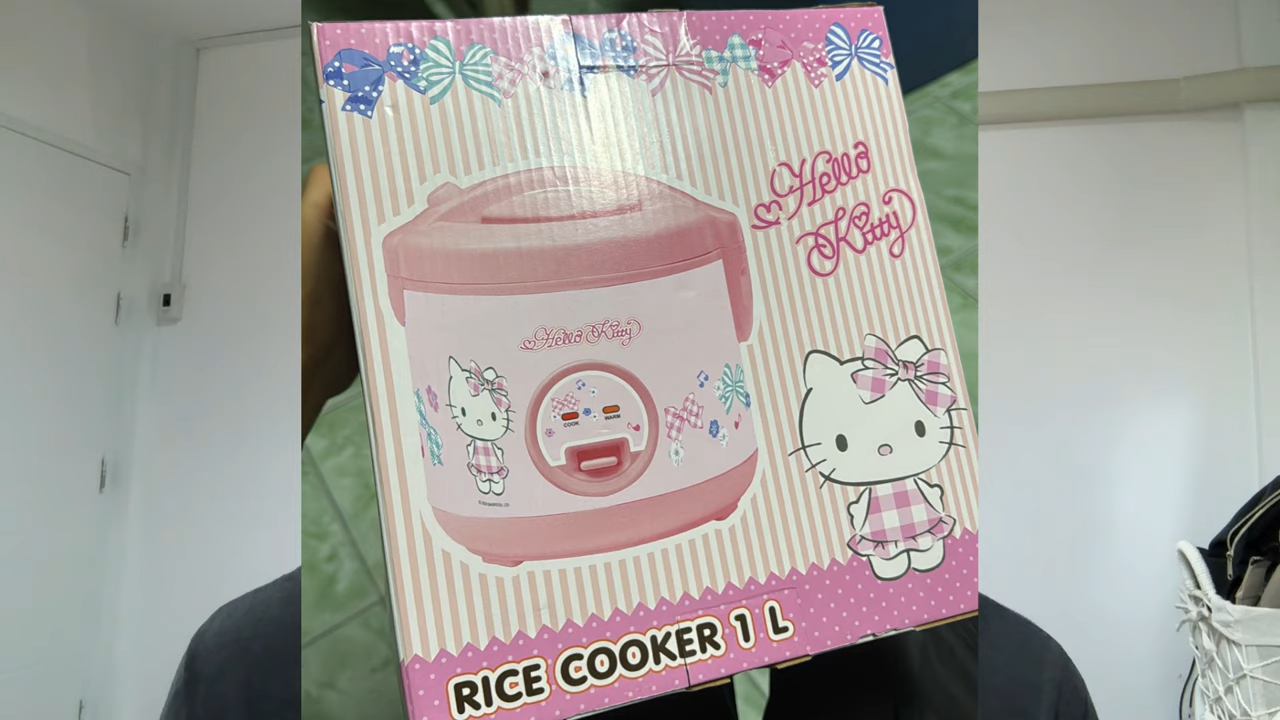 Hello
Kitty
Hello Kitty
COOK
WARM
RICE COOKER 1 L